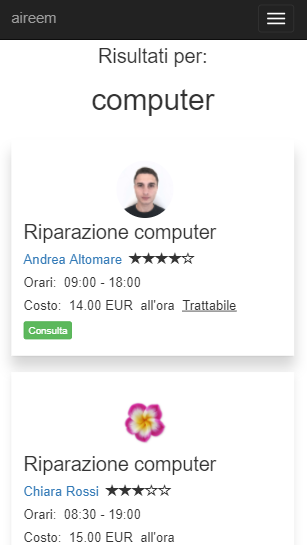 aireem
Risultati per:
computer
Riparazione computer
Andrea Altomare ★★★★☆
Orari: 09:00 - 18:00
Costo: 14.00 EUR all'ora Trattabile
Consulta
Riparazione computer
Chiara Rossi ★★★☆☆
Orari: 08:30 - 19:00
Costo: 15.00 EUR all'ora